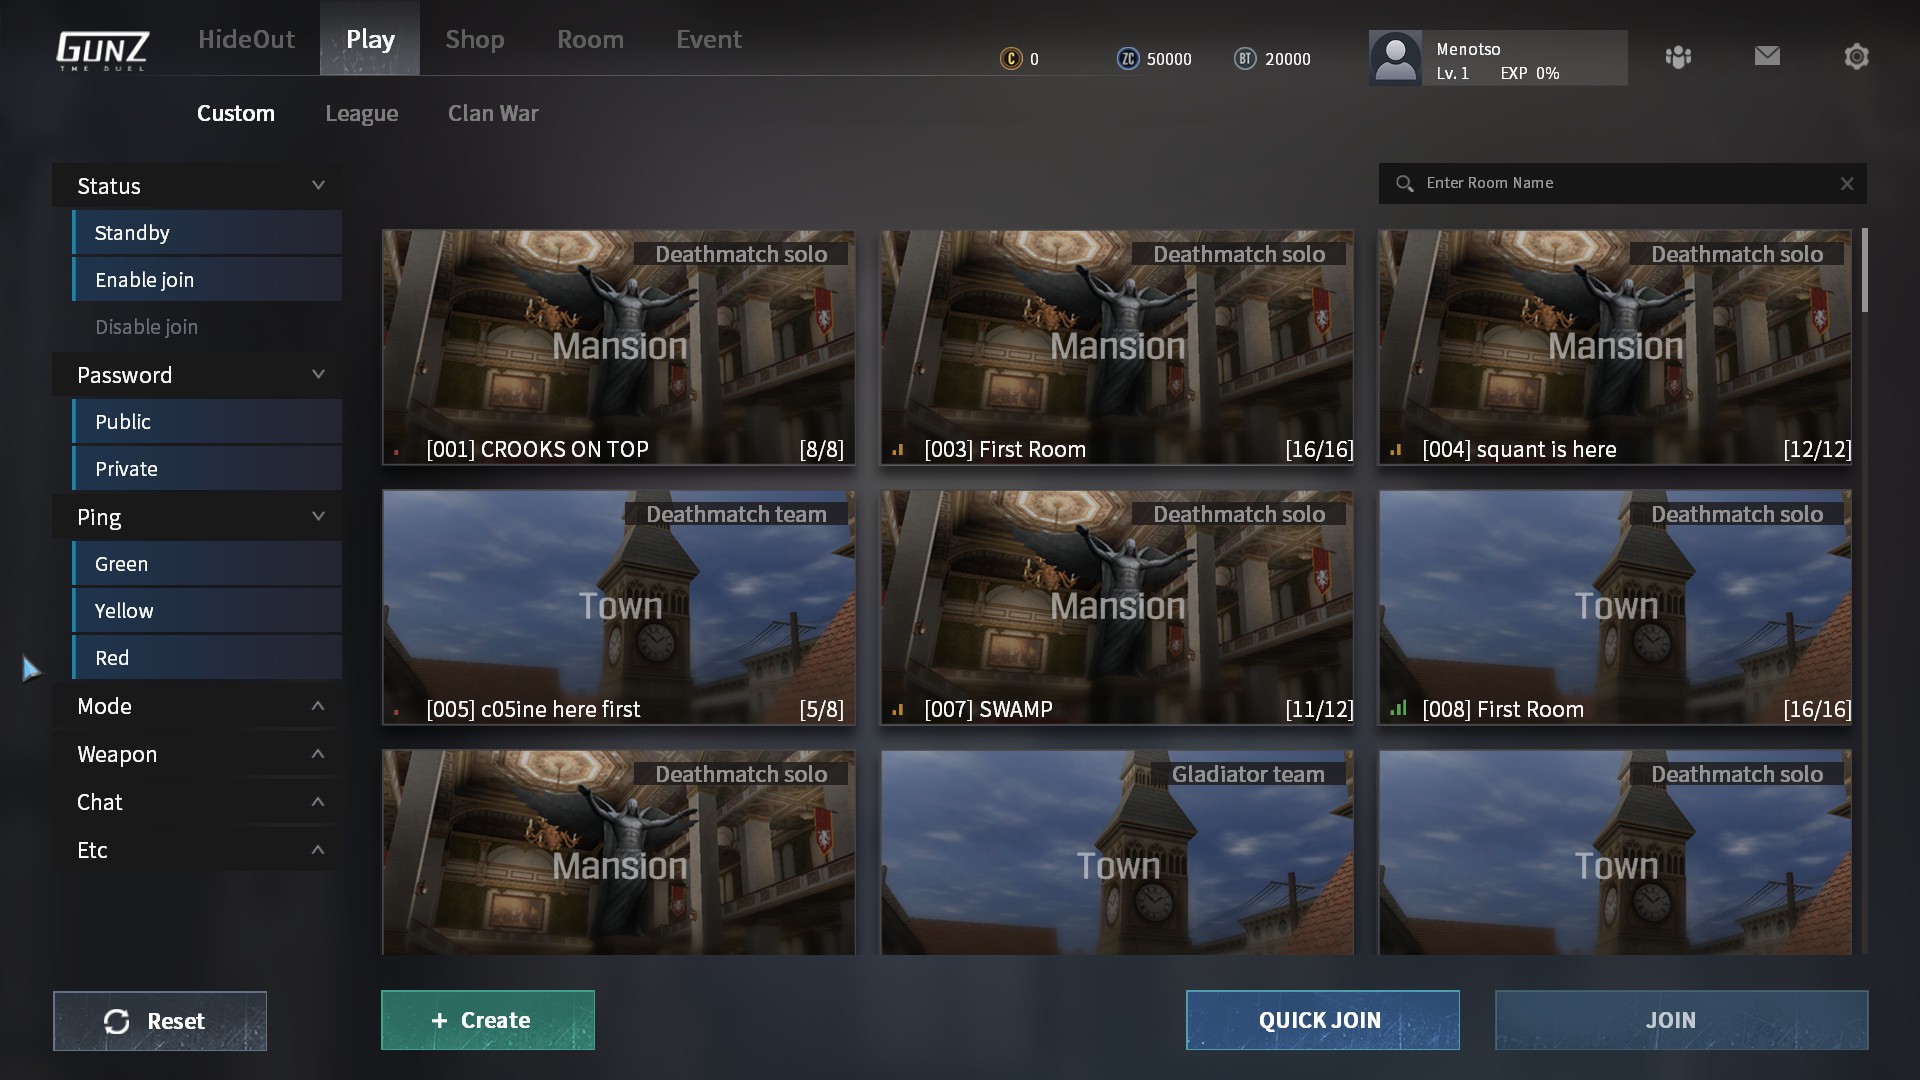 GUNZ
THE DUEL
HideOut Play Shop Room Event
C 0 ZC 50000 BT 20000
Menotso
Lv. 1 EXP 0%
Custom League Clan War
Status
Standby
Enable join
Disable join
Password
Public
Private
Ping
Green
Yellow
Red
Mode
Weapon
Chat
Etc
Enter Room Name
Deathmatch solo
Mansion
[001] CROOKS ON TOP [8/8]
Deathmatch solo
Mansion
[003] First Room [16/16]
Deathmatch solo
Mansion
[004] squant is here [12/12]
Deathmatch team
Town
[005] c05ine here first [5/8]
Deathmatch solo
Mansion
[007] SWAMP [11/12]
Deathmatch solo
Town
[008] First Room [16/16]
Deathmatch solo
Mansion
Gladiator team
Town
Deathmatch solo
Town
Reset
+ Create
QUICK JOIN
JOIN